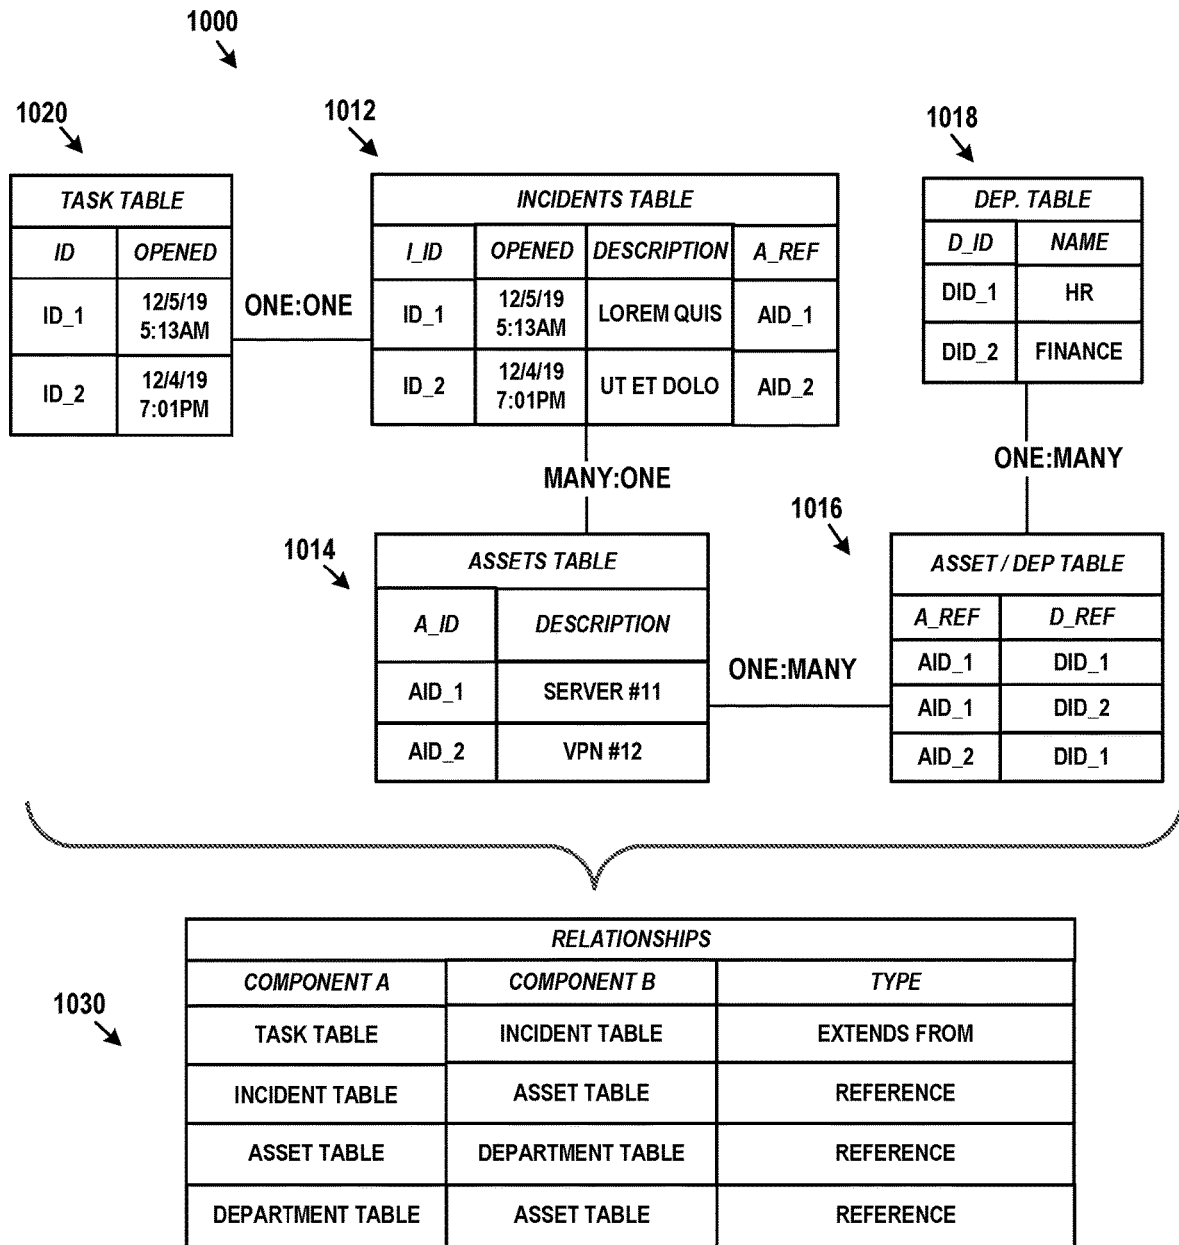 1000
1020
1012
1018
TASK TABLE
ID OPENED
ID_1 12/5/19 5:13AM
ID_2 12/4/19 7:01PM
ONE:ONE
INCIDENTS TABLE
I_ID OPENED DESCRIPTION A_REF
ID_1 12/5/19 5:13AM LOREM QUIS AID_1
ID_2 12/4/19 7:01PM UT ET DOLO AID_2
DEP. TABLE
D_ID NAME
DID_1 HR
DID_2 FINANCE
MANY:ONE
ONE:MANY
1014
1016
ASSETS TABLE
A_ID DESCRIPTION
AID_1 SERVER #11
AID_2 VPN #12
ONE:MANY
ASSET / DEP TABLE
A_REF D_REF
AID_1 DID_1
AID_1 DID_2
AID_2 DID_1
1030
RELATIONSHIPS
COMPONENT A COMPONENT B TYPE
TASK TABLE INCIDENT TABLE EXTENDS FROM
INCIDENT TABLE ASSET TABLE REFERENCE
ASSET TABLE DEPARTMENT TABLE REFERENCE
DEPARTMENT TABLE ASSET TABLE REFERENCE